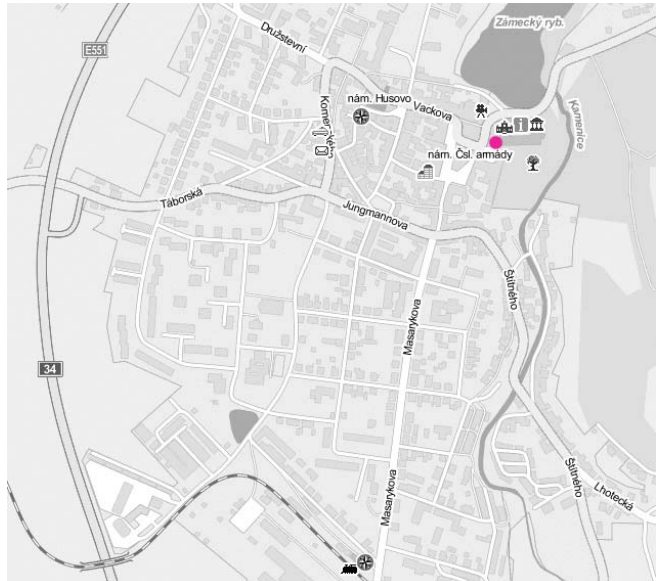 Zámecký ryb.
Družstevní
E551
nám. Husovo
Vackova
Kamenice
i
nám. Čsl. armády
Táborská
Jungmannova
Štítného
Masarykova
34
Štítného
Lhotecká
Masarykova